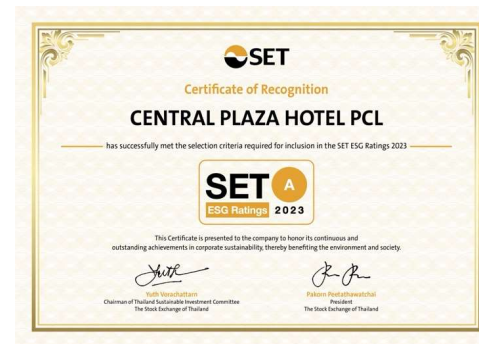 SET
Certificate of Recognition
CENTRAL PLAZA HOTEL PCL
has successfully met the selection criteria required for inclusion in the SET ESG Ratings 2023
SET A
ESG Ratings 2023
This Certificate is presented to the company to honor its continuous and
outstanding achievements in corporate sustainability, thereby benefiting the environment and society.
Yuth Vorachattarn
Chairman of Thailand Sustainable Investment Committee
The Stock Exchange of Thailand
Pakorn Peetathawatchai
President
The Stock Exchange of Thailand